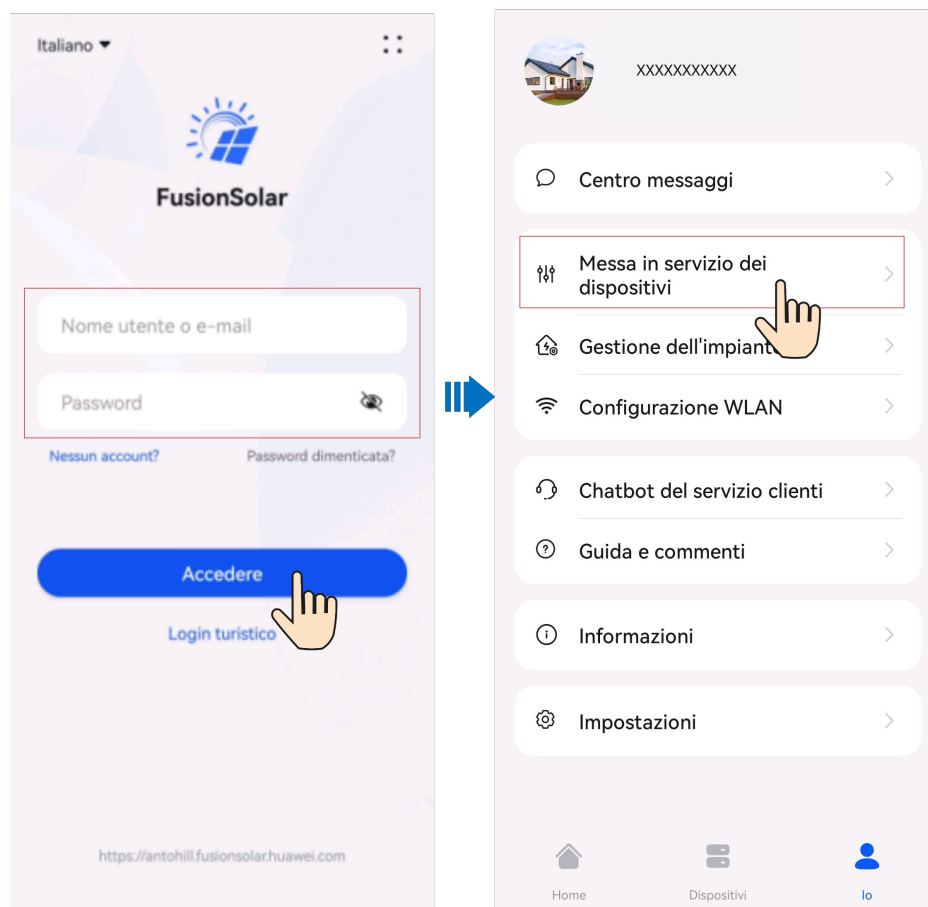 Italiano
FusionSolar
Nome utente o e-mail
Password
Nessun account? Password dimenticata?
Accedere
Login turistico
https://antohill.fusionsolar.huawei.com
XXXXXXXXXXX
Centro messaggi
Messa in servizio dei
dispositivi
Gestione dell'impianto
Configurazione WLAN
Chatbot del servizio clienti
Guida e commenti
Informazioni
Impostazioni
Home Dispositivi Io